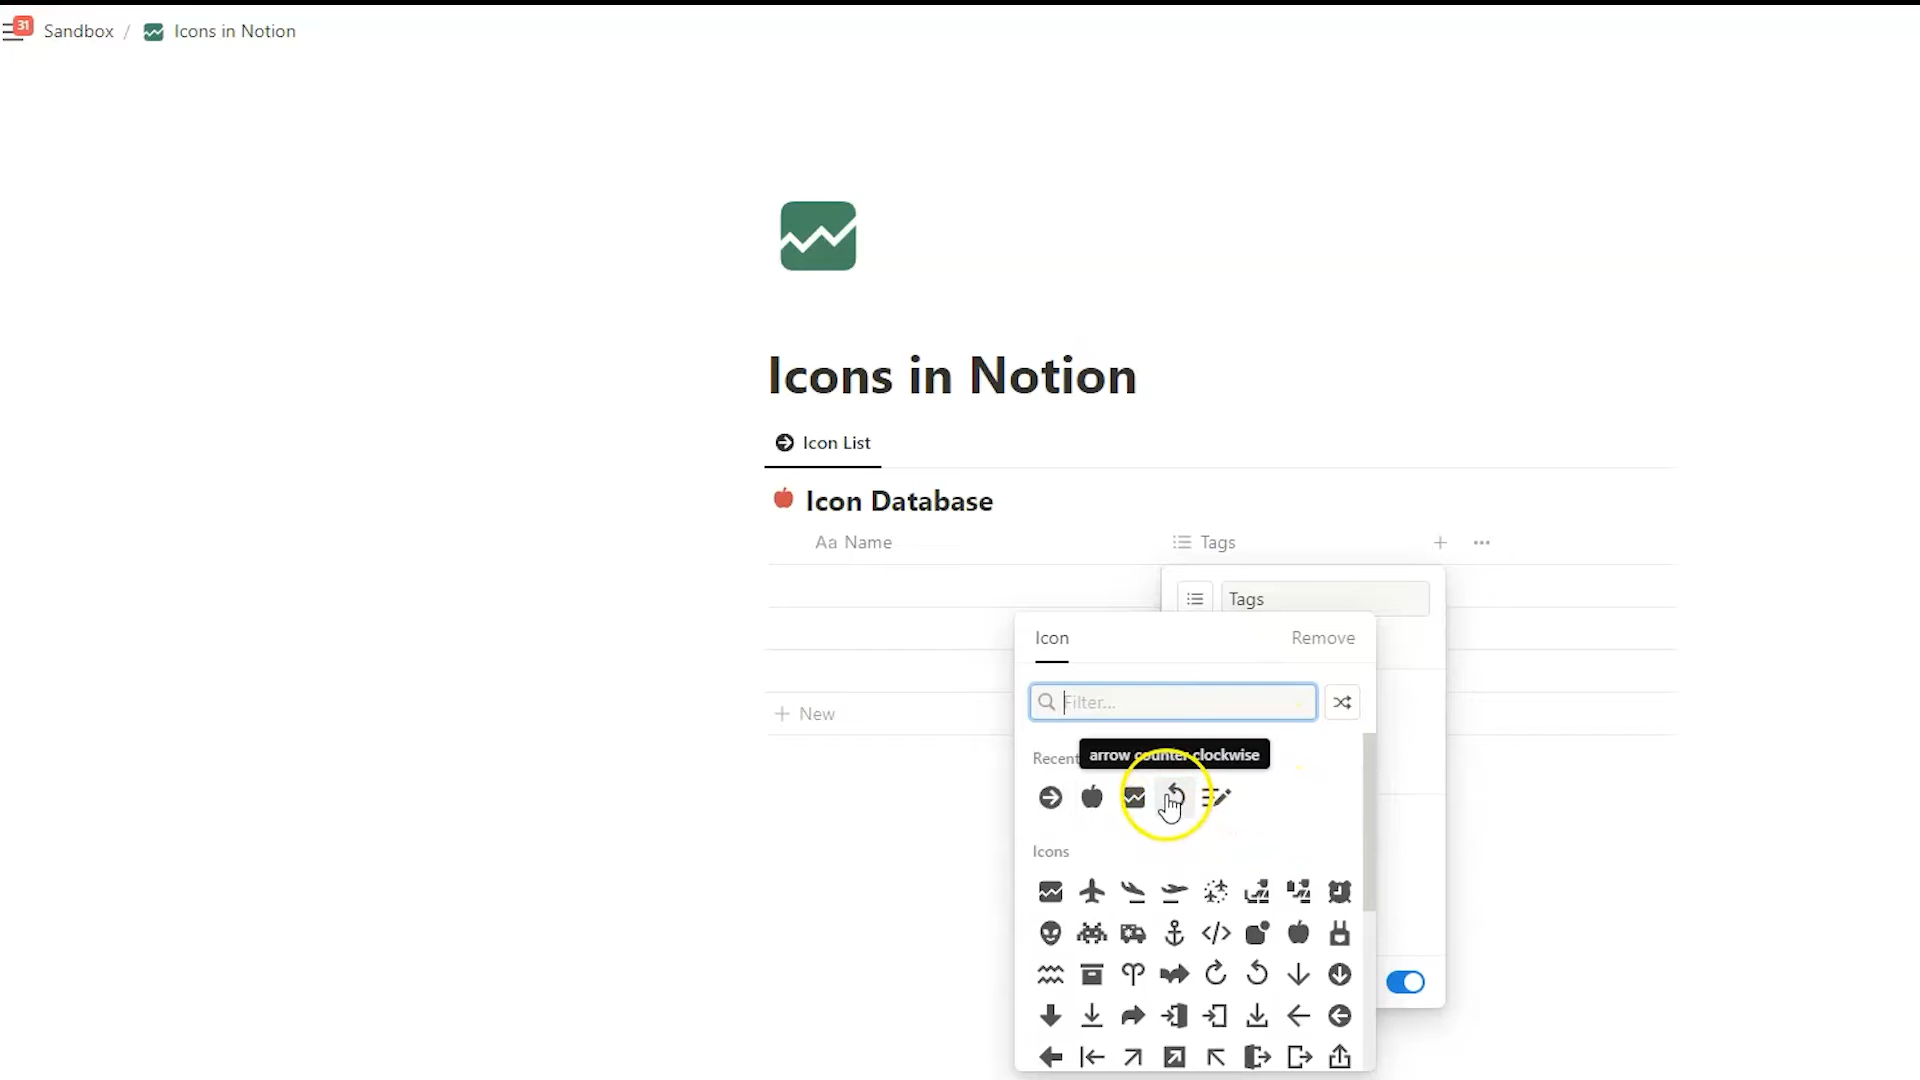 31
Sandbox / Icons in Notion
Icons in Notion
Icon List
Icon Database
Aa Name
Tags
Tags
Icon
Remove
Filter...
+ New
Recent
arrow counter clockwise
Icons